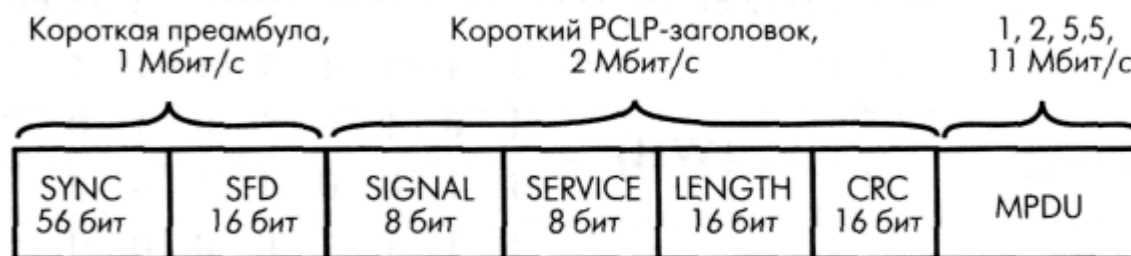 Короткая преамбула,
1 Мбит/с
Короткий PCLP-заголовок,
2 Мбит/с
1, 2, 5,5,
11 Мбит/с
SYNC
56 бит
SFD
16 бит
SIGNAL
8 бит
SERVICE
8 бит
LENGTH
16 бит
CRC
16 бит
MPDU